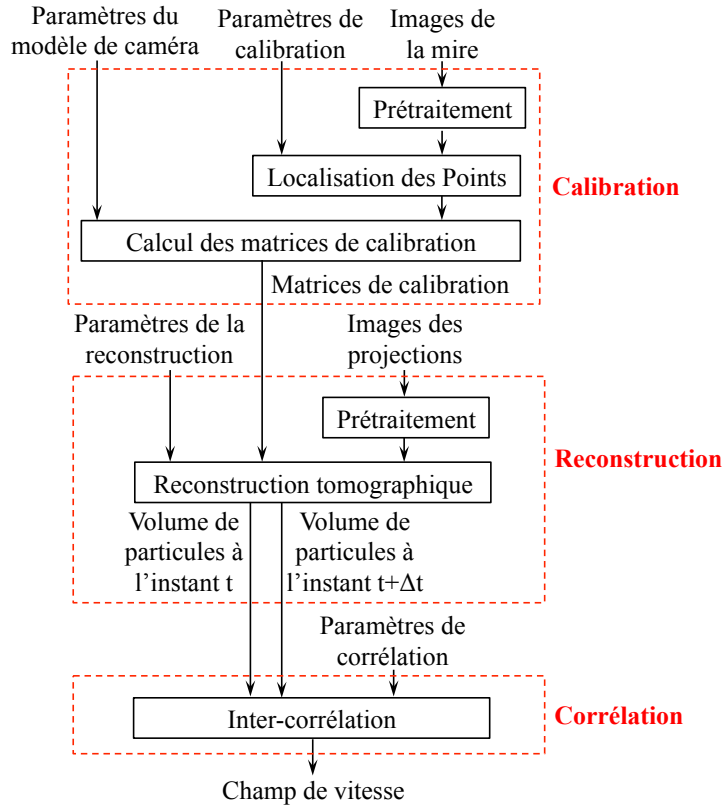 Paramètres du
modèle de caméra
Paramètres de
calibration
Images de
la mire
Prétraitement
Localisation des Points
Calibration
Calcul des matrices de calibration
Matrices de calibration
Paramètres de la
reconstruction
Images des
projections
Prétraitement
Reconstruction
Reconstruction tomographique
Volume de
particules à
l’instant t
Volume de
particules à
l’instant t+Δt
Paramètres de
corrélation
Inter-corrélation
Corrélation
Champ de vitesse